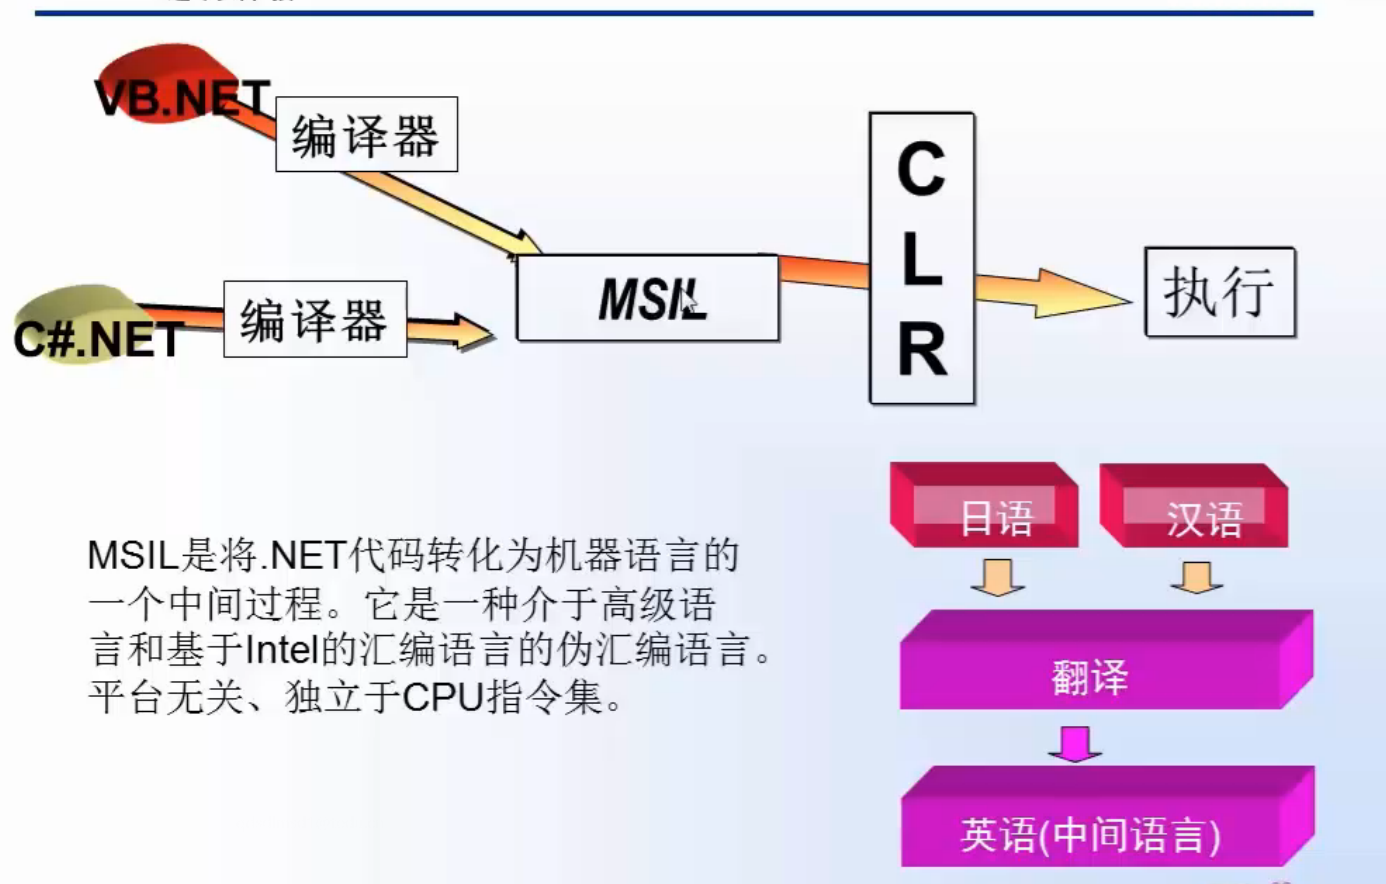 VB.NET
编译器
C
L
R
MSIL
执行
C#.NET
编译器
日语
汉语
MSIL是将.NET代码转化为机器语言的
一个中间过程。它是一种介于高级语
言和基于Intel的汇编语言的伪汇编语言。
平台无关、独立于CPU指令集。
翻译
英语(中间语言)